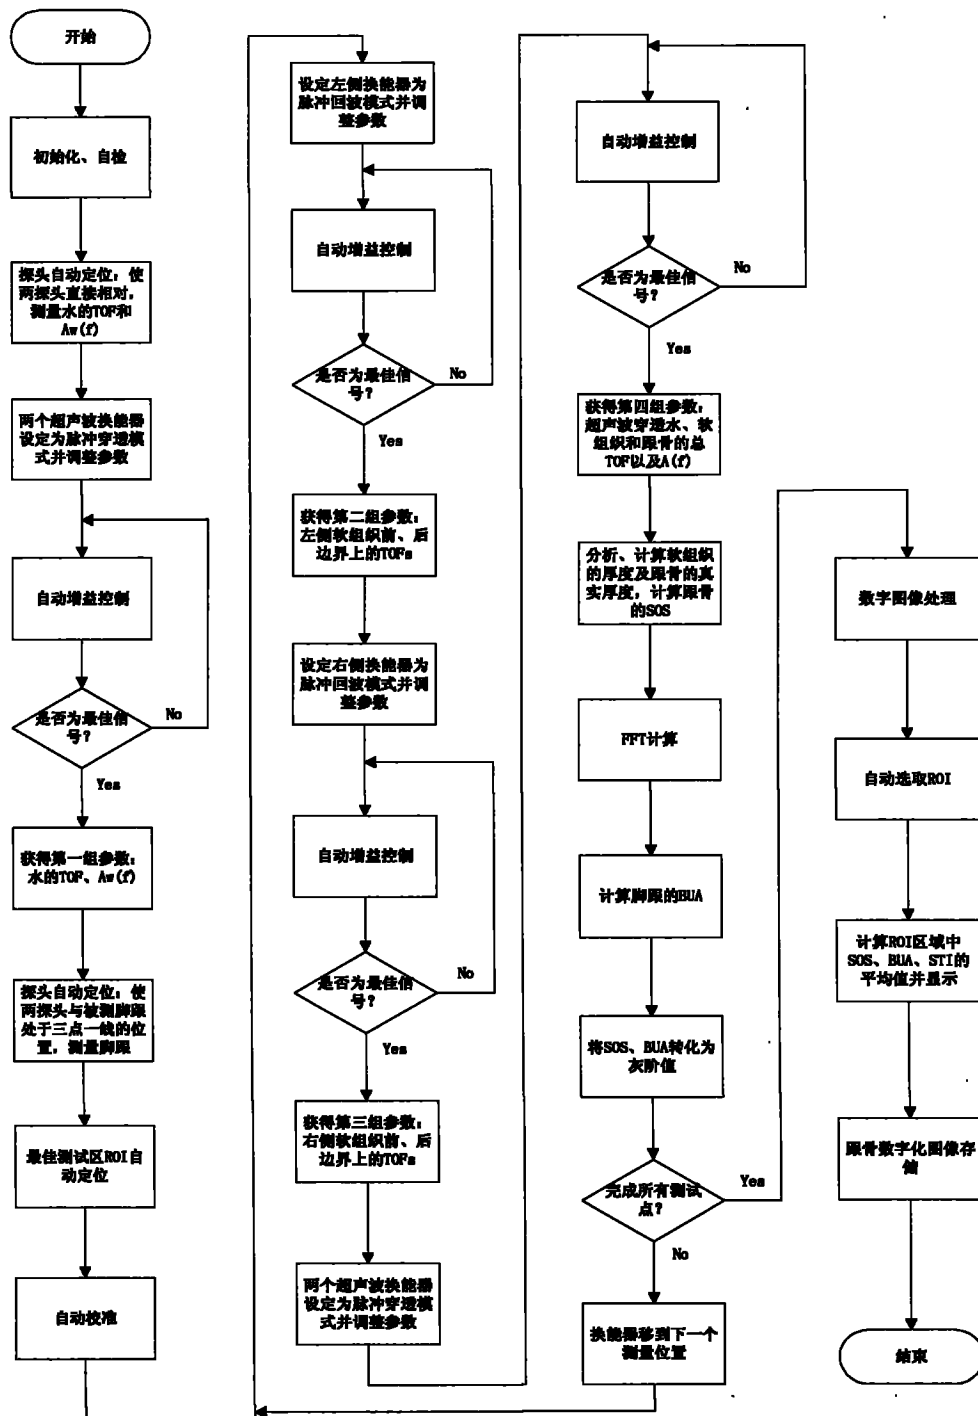 开始
初始化、自检
探头自动定位：使
两探头直接相对，
测量水的TOF和
Aw(f)
两个超声波换能器
设定为脉冲穿透模
式并调整参数
自动增益控制
是否为最佳信
号？
No
Yes
获得第一组参数：
水的TOF、Aw(f)
探头自动定位：使
两探头与被测脚跟
处于三点一线的位
置，测量脚跟
最佳测试区ROI自动
定位
自动校准
设定左侧换能器为
脉冲回波模式并调
整参数
自动增益控制
是否为最佳信
号？
No
Yes
获得第二组参数：
左侧软组织前、后
边界上的TOFs
设定右侧换能器为
脉冲回波模式并调
整参数
自动增益控制
是否为最佳信
号？
No
Yes
获得第三组参数：
右侧软组织前、后
边界上的TOFs
两个超声波换能器
设定为脉冲穿透模
式并调整参数
自动增益控制
是否为最佳信
号？
No
Yes
获得第四组参数：
超声波穿透水、软
组织和跟骨的总
TOF以及A(f)
分析、计算软组织
的厚度及跟骨的真
实厚度，计算跟骨
的SOS
FFT计算
计算脚跟的BUA
将SOS、BUA转化为
灰阶值
完成所有测试
点？
Yes
No
换能器移到下一个
测量位置
数字图像处理
自动选取ROI
计算ROI区域中
SOS、BUA、STI的
平均值并显示
跟骨数字化图像存
储
结束